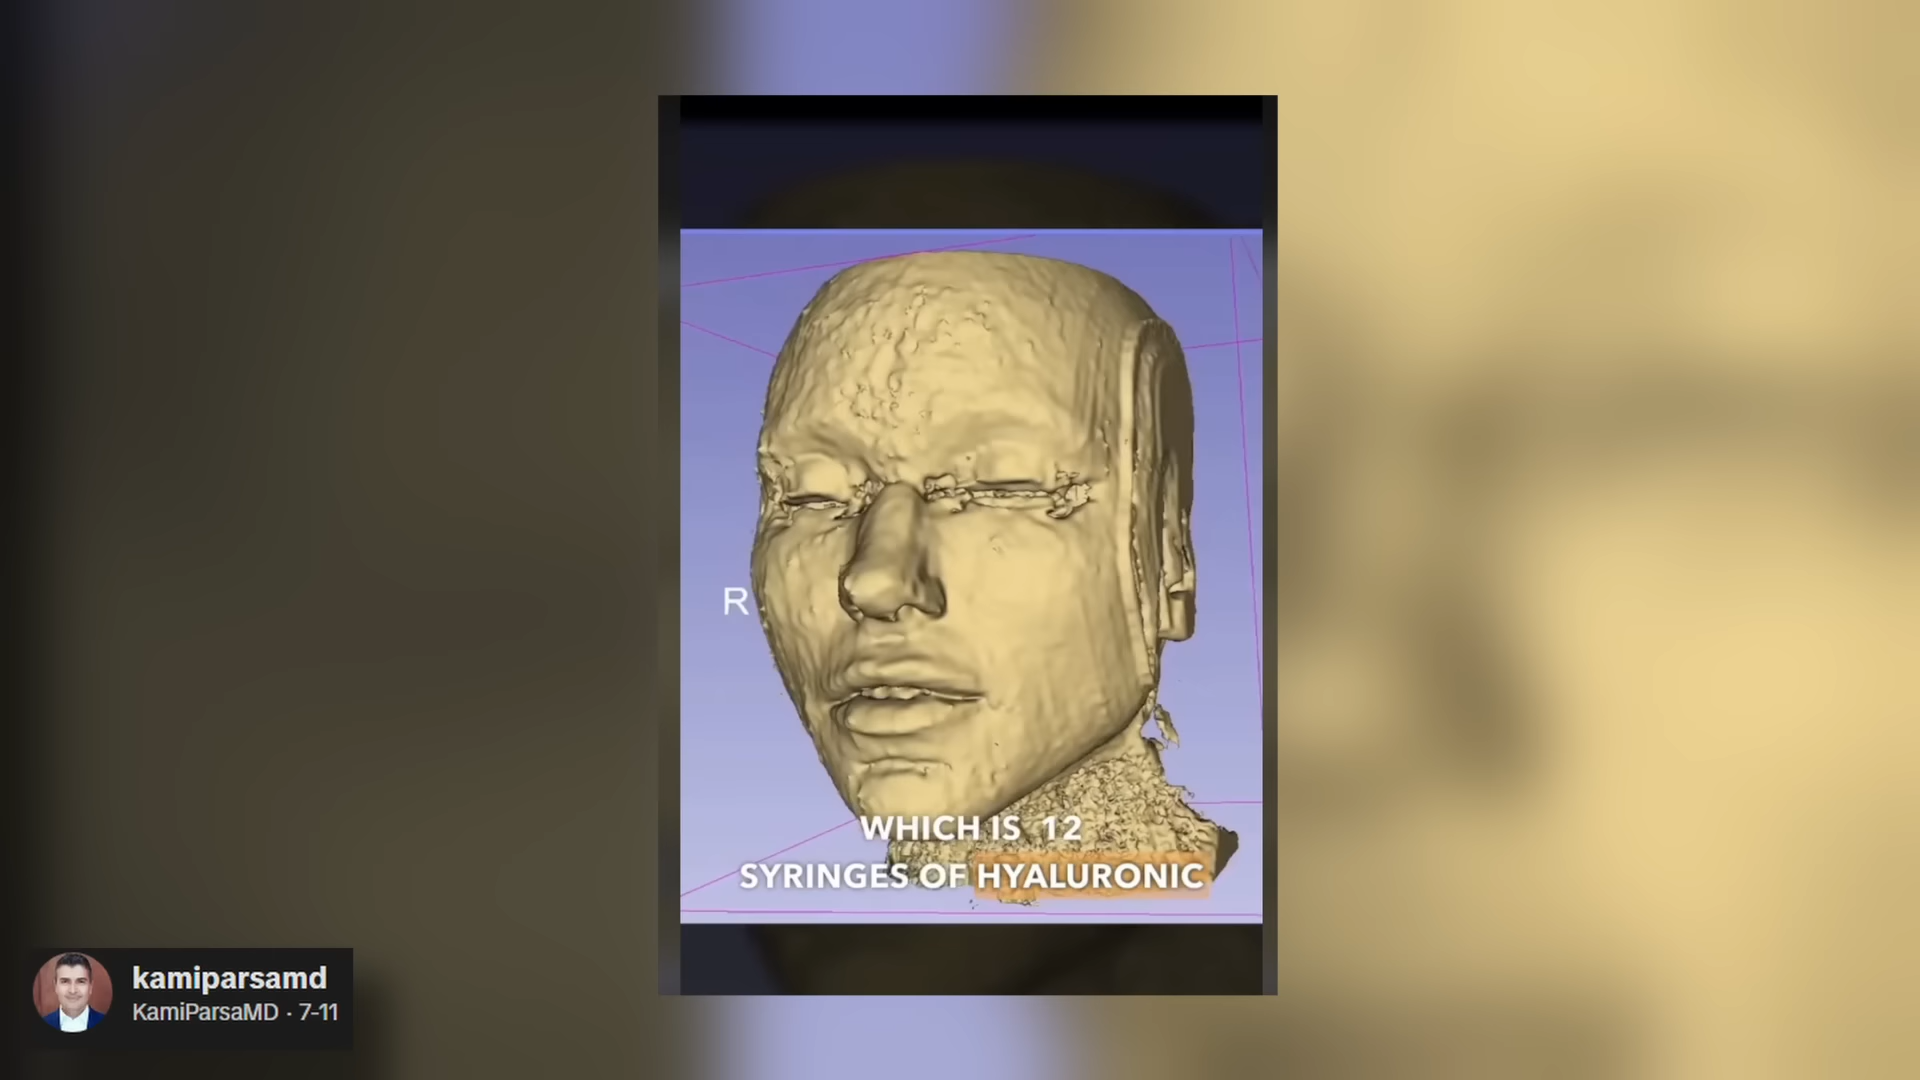 R
WHICH IS 12
SYRINGES OF HYALURONIC
kamiparsamd
KamiParsaMD · 7-11